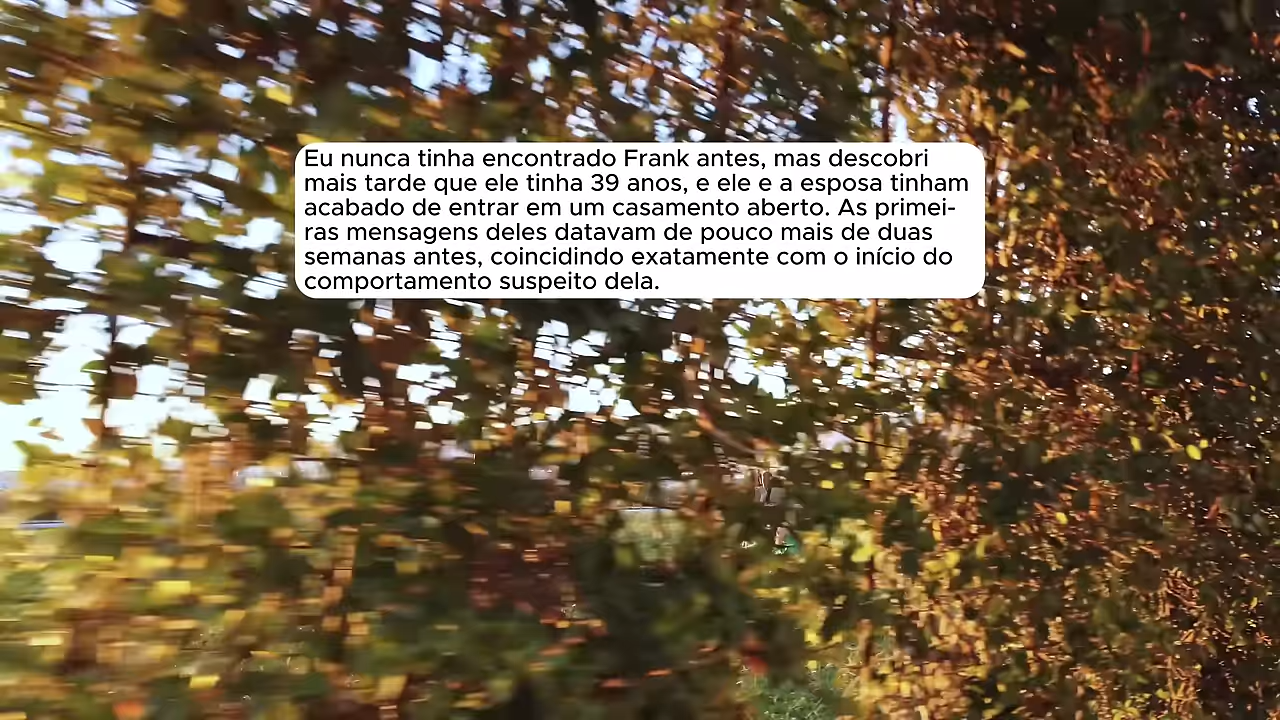 Eu nunca tinha encontrado Frank antes, mas descobri
mais tarde que ele tinha 39 anos, e ele e a esposa tinham
acabado de entrar em um casamento aberto. As primei-
ras mensagens deles datavam de pouco mais de duas
semanas antes, coincidindo exatamente com o início do
comportamento suspeito dela.